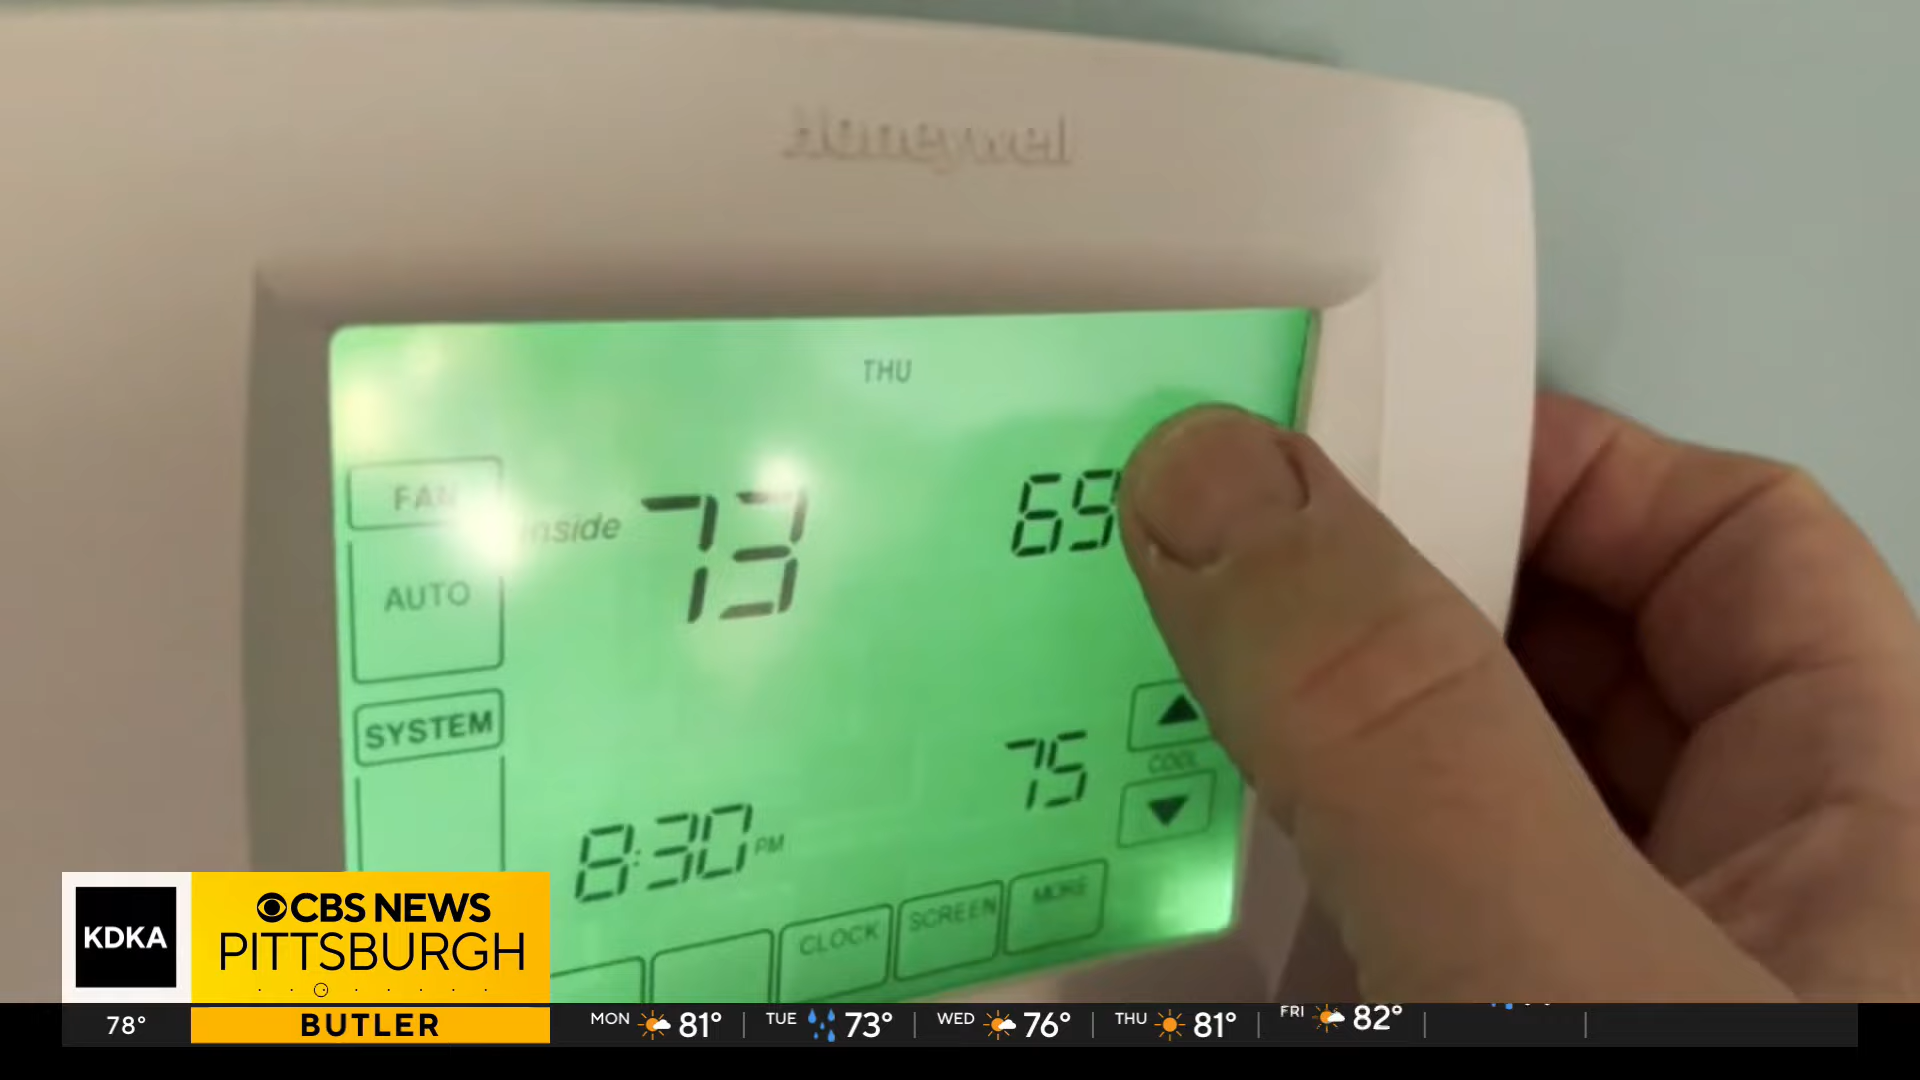 Honeywell
THU
FAN
AUTO
inside
73
69
SYSTEM
75
COOL
8:30 PM
CLOCK
SCREEN
MORE
KDKA
CBS NEWS
PITTSBURGH
BUTLER
78°
MON 81°
TUE 73°
WED 76°
THU 81°
FRI 82°